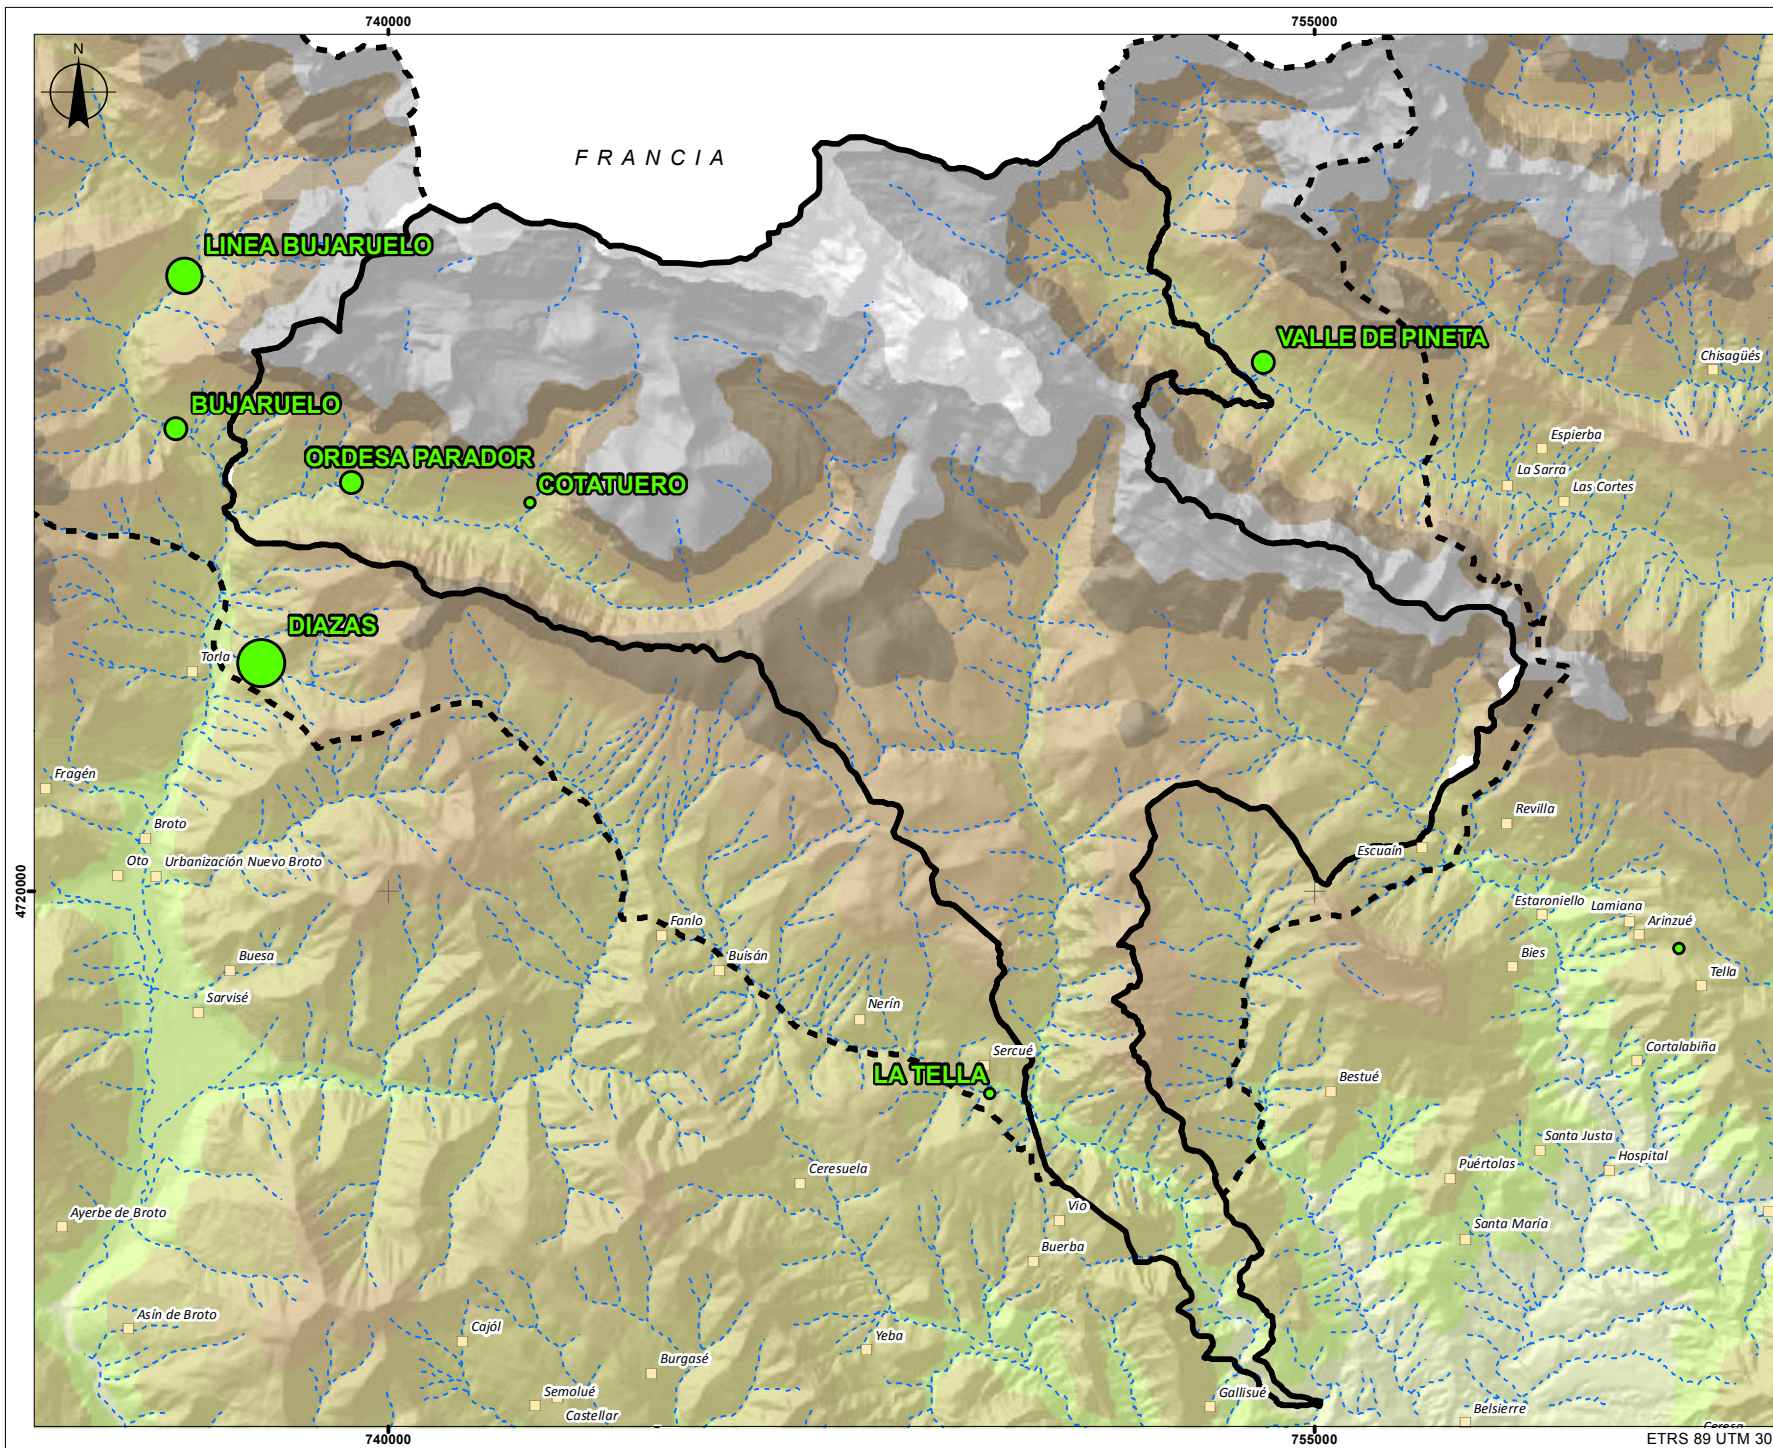 740000
755000
N
FRANCIA
LINEA BUJARUELO
VALLE DE PINETA
Chisagüés
BUJARUELO
Espierba
ORDESA PARADOR
COTATUERO
La Sarra
Las Cortes
DIAZAS
Torla
Fragén
Revilla
Broto
Escuaín
Oto
Urbanización Nuevo Broto
4720000
Estaroniello
Lamiana
Arinzué
Fanlo
Buesa
Buisán
Bies
Tella
Sarvisé
Nerín
Sercué
Cortalabiña
LA TELLA
Bestué
Santa Justa
Hospital
Ceresuela
Puértolas
Vio
Ayerbe de Broto
Santa María
Buerba
Asín de Broto
Cajól
Yeba
Burgasé
Semolué
Gallisué
Castellar
Belsierre
Ceresa
740000
755000
ETRS 89 UTM 30